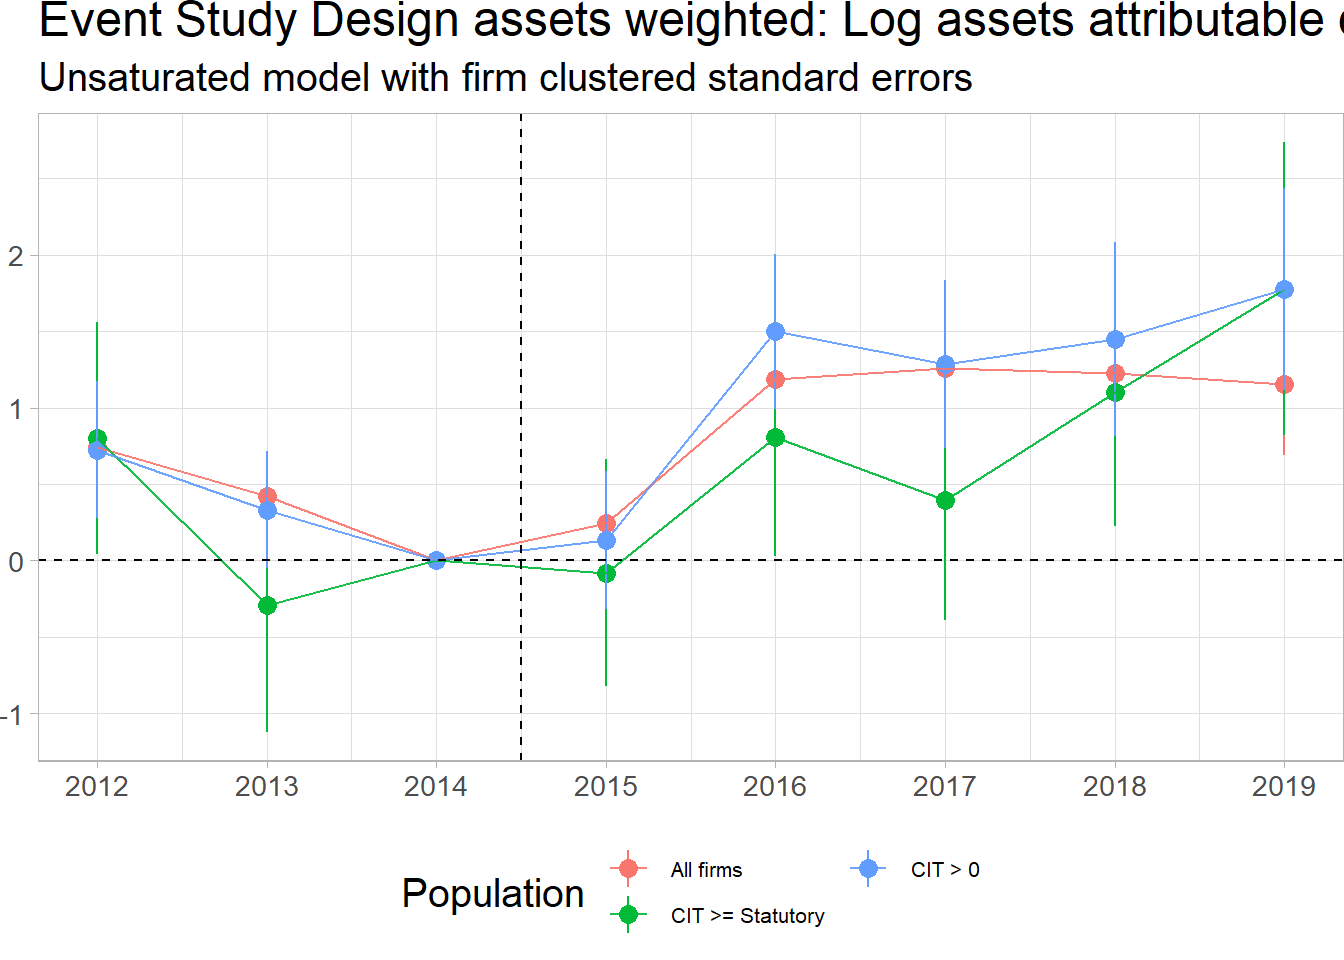 Event Study Design assets weighted: Log assets attributable
Unsaturated model with firm clustered standard errors
2
1
0
-1
2012 2013 2014 2015 2016 2017 2018 2019
Population
All firms
CIT > 0
CIT >= Statutory